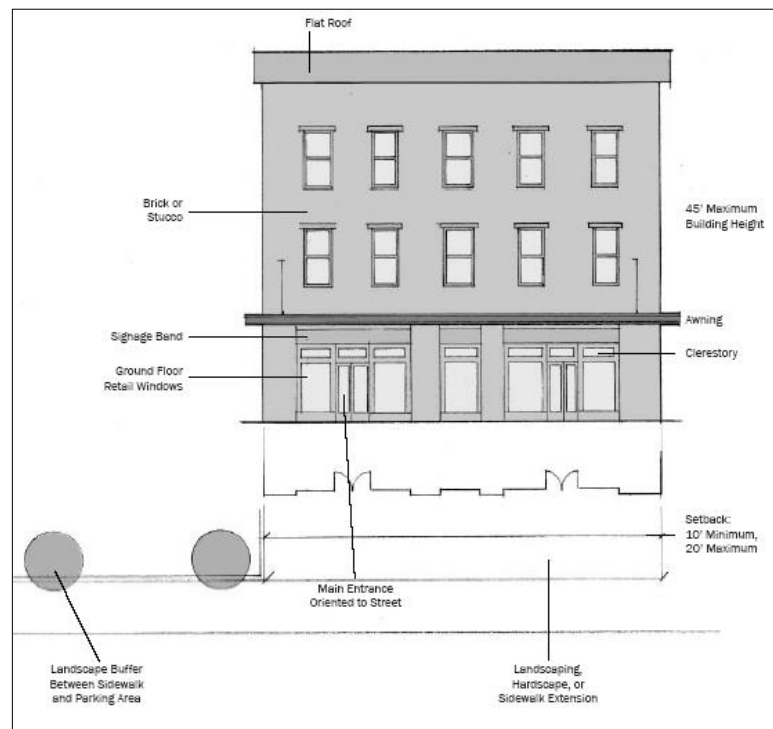 Flat Roof
Brick or
Stucco
45' Maximum
Building Height
Awning
Signage Band
Clerestory
Ground Floor
Retail Windows
Setback:
10' Minimum,
20' Maximum
Main Entrance
Oriented to Street
Landscape Buffer
Between Sidewalk
and Parking Area
Landscaping,
Hardscape, or
Sidewalk Extension